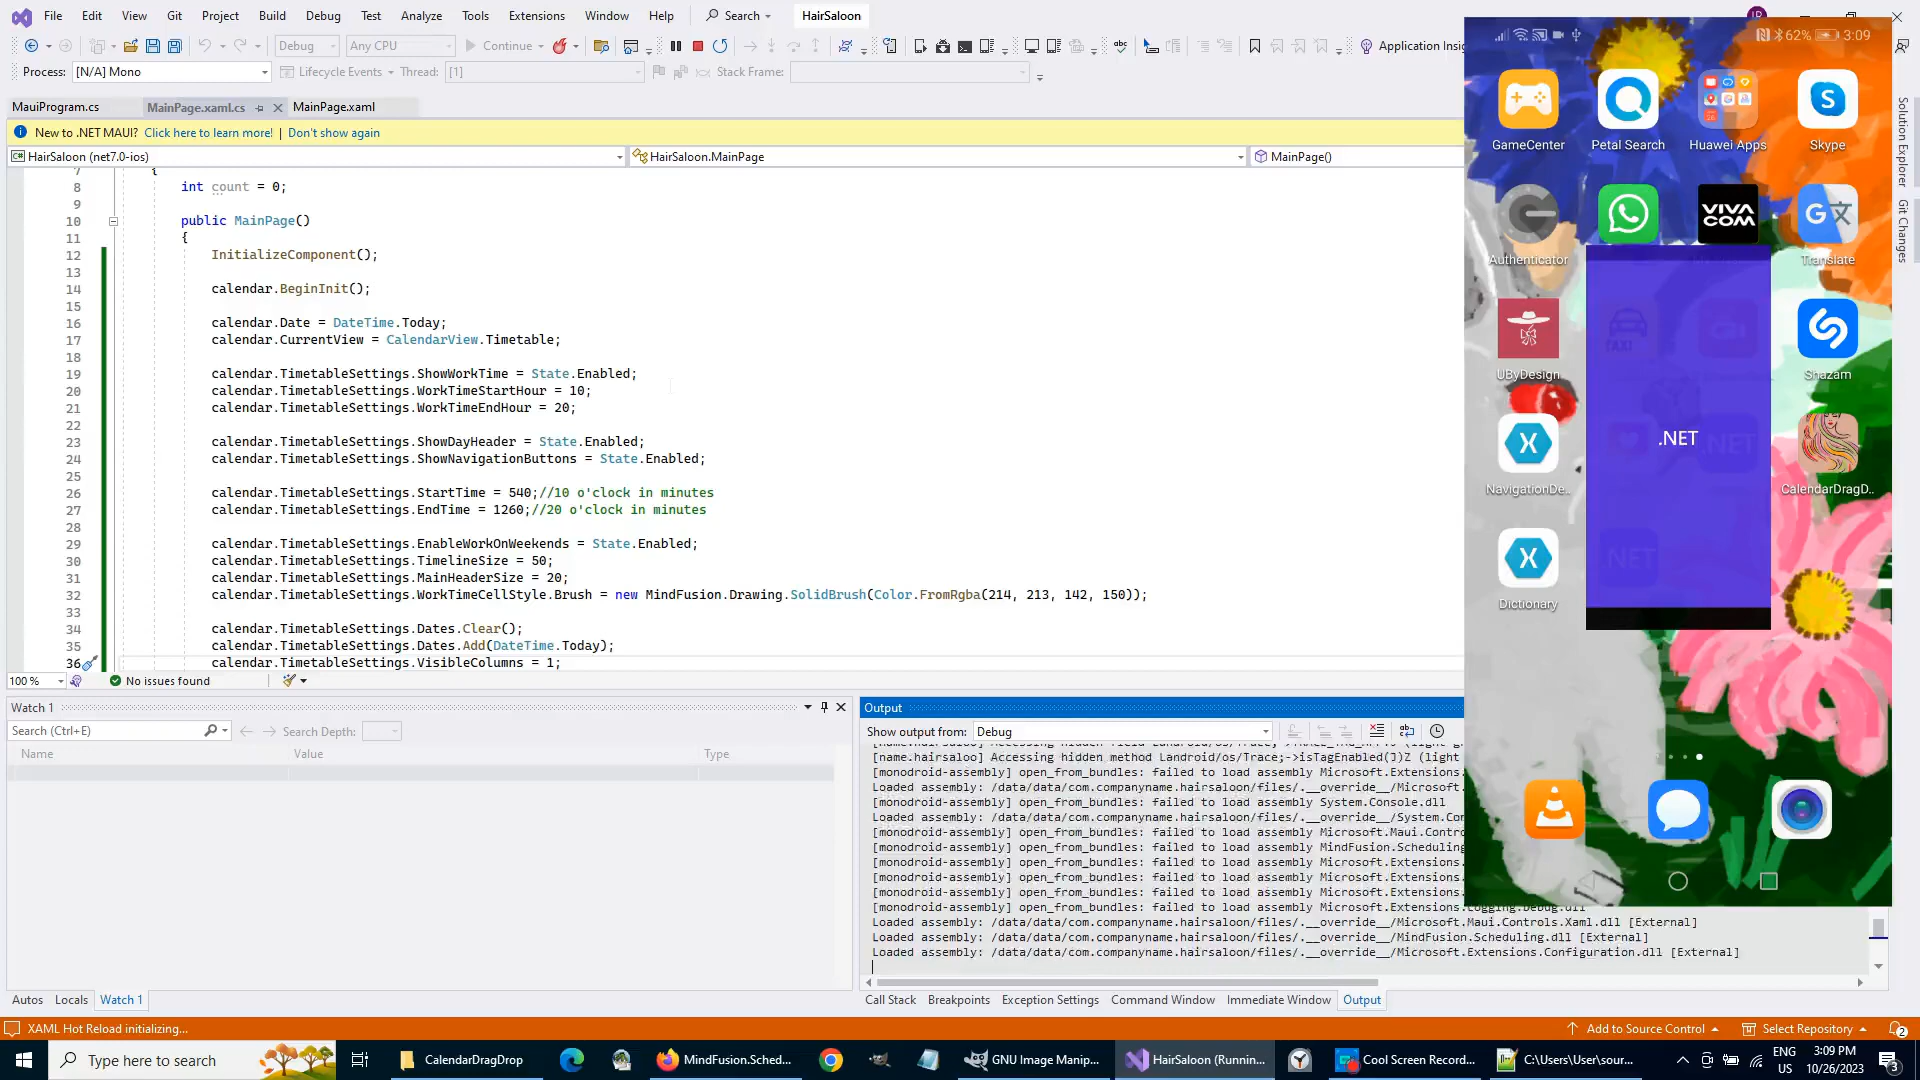 File Edit View Git Project Build Debug Test Analyze Tools Extensions Window Help Search HairSaloon
Debug Any CPU Continue Application Insig
Process: [N/A] Mono Lifecycle Events Thread: [1] Stack Frame:
MauiProgram.cs MainPage.xaml.cs MainPage.xaml
New to .NET MAUI? Click here to learn more! | Don't show again
HairSaloon (net7.0-ios) HairSaloon.MainPage MainPage()
7 {
8 int count = 0;
9
10 public MainPage()
11 {
12 InitializeComponent();
13
14 calendar.BeginInit();
15
16 calendar.Date = DateTime.Today;
17 calendar.CurrentView = CalendarView.Timetable;
18
19 calendar.TimetableSettings.ShowWorkTime = State.Enabled;
20 calendar.TimetableSettings.WorkTimeStartHour = 10;
21 calendar.TimetableSettings.WorkTimeEndHour = 20;
22
23 calendar.TimetableSettings.ShowDayHeader = State.Enabled;
24 calendar.TimetableSettings.ShowNavigationButtons = State.Enabled;
25
26 calendar.TimetableSettings.StartTime = 540;//10 o'clock in minutes
27 calendar.TimetableSettings.EndTime = 1260;//20 o'clock in minutes
28
29 calendar.TimetableSettings.EnableWorkOnWeekends = State.Enabled;
30 calendar.TimetableSettings.TimelineSize = 50;
31 calendar.TimetableSettings.MainHeaderSize = 20;
32 calendar.TimetableSettings.WorkTimeCellStyle.Brush = new MindFusion.Drawing.SolidBrush(Color.FromRgba(214, 213, 142, 150));
33
34 calendar.TimetableSettings.Dates.Clear();
35 calendar.TimetableSettings.Dates.Add(DateTime.Today);
36 calendar.TimetableSettings.VisibleColumns = 1;
100 % No issues found
Watch 1
Search (Ctrl+E) Search Depth:
Name Value Type
Autos Locals Watch 1
Output
Show output from: Debug
[name.hairsaloo] Accessing hidden method Landroid/os/Trace;->isTagEnabled(J)Z (light
[monodroid-assembly] open_from_bundles: failed to load assembly Microsoft.Extensions.
Loaded assembly: /data/data/com.companyname.hairsaloon/files/.__override__/Microsoft.
[monodroid-assembly] open_from_bundles: failed to load assembly System.Console.dll
Loaded assembly: /data/data/com.companyname.hairsaloon/files/.__override__/System.Con
[monodroid-assembly] open_from_bundles: failed to load assembly Microsoft.Maui.Contro
[monodroid-assembly] open_from_bundles: failed to load assembly MindFusion.Scheduling
[monodroid-assembly] open_from_bundles: failed to load assembly Microsoft.Extensions.
[monodroid-assembly] open_from_bundles: failed to load assembly Microsoft.Extensions.
[monodroid-assembly] open_from_bundles: failed to load assembly Microsoft.Extensions.
[monodroid-assembly] open_from_bundles: failed to load assembly Microsoft.Extensions.Logging.Debug.dll
Loaded assembly: /data/data/com.companyname.hairsaloon/files/.__override__/Microsoft.Maui.Controls.Xaml.dll [External]
Loaded assembly: /data/data/com.companyname.hairsaloon/files/.__override__/MindFusion.Scheduling.dll [External]
Loaded assembly: /data/data/com.companyname.hairsaloon/files/.__override__/Microsoft.Extensions.Configuration.dll [External]
Call Stack Breakpoints Exception Settings Command Window Immediate Window Output
62% 3:09
GameCenter Petal Search Huawei Apps Skype
VIVACOM
Authenticator Translate
TAXI
UByDesign Shazam
.NET
NavigationDe.. CalendarDragD..
.NET
Dictionary
Solution Explorer
Git Changes
XAML Hot Reload initializing... Add to Source Control Select Repository 2
Type here to search CalendarDragDrop MindFusion.Sched... GNU Image Manip... HairSaloon (Runnin... Cool Screen Record... C:\Users\User\sour... ENG US 3:09 PM 10/26/2023 3